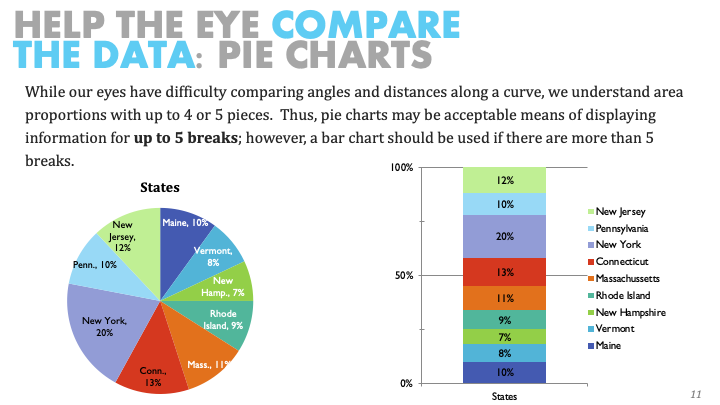 HELP THE EYE COMPARE
THE DATA: PIE CHARTS
While our eyes have difficulty comparing angles and distances along a curve, we understand area
proportions with up to 4 or 5 pieces. Thus, pie charts may be acceptable means of displaying
information for up to 5 breaks; however, a bar chart should be used if there are more than 5
breaks.
States
Maine, 10%
Vermont,
8%
New
Hamp., 7%
Rhode
Island, 9%
Mass., 11%
Conn.,
13%
New York,
20%
Penn., 10%
New
Jersey,
12%
100%
50%
0%
12%
10%
20%
13%
11%
9%
7%
8%
10%
States
New Jersey
Pennsylvania
New York
Connecticut
Massachussetts
Rhode Island
New Hampshire
Vermont
Maine
11